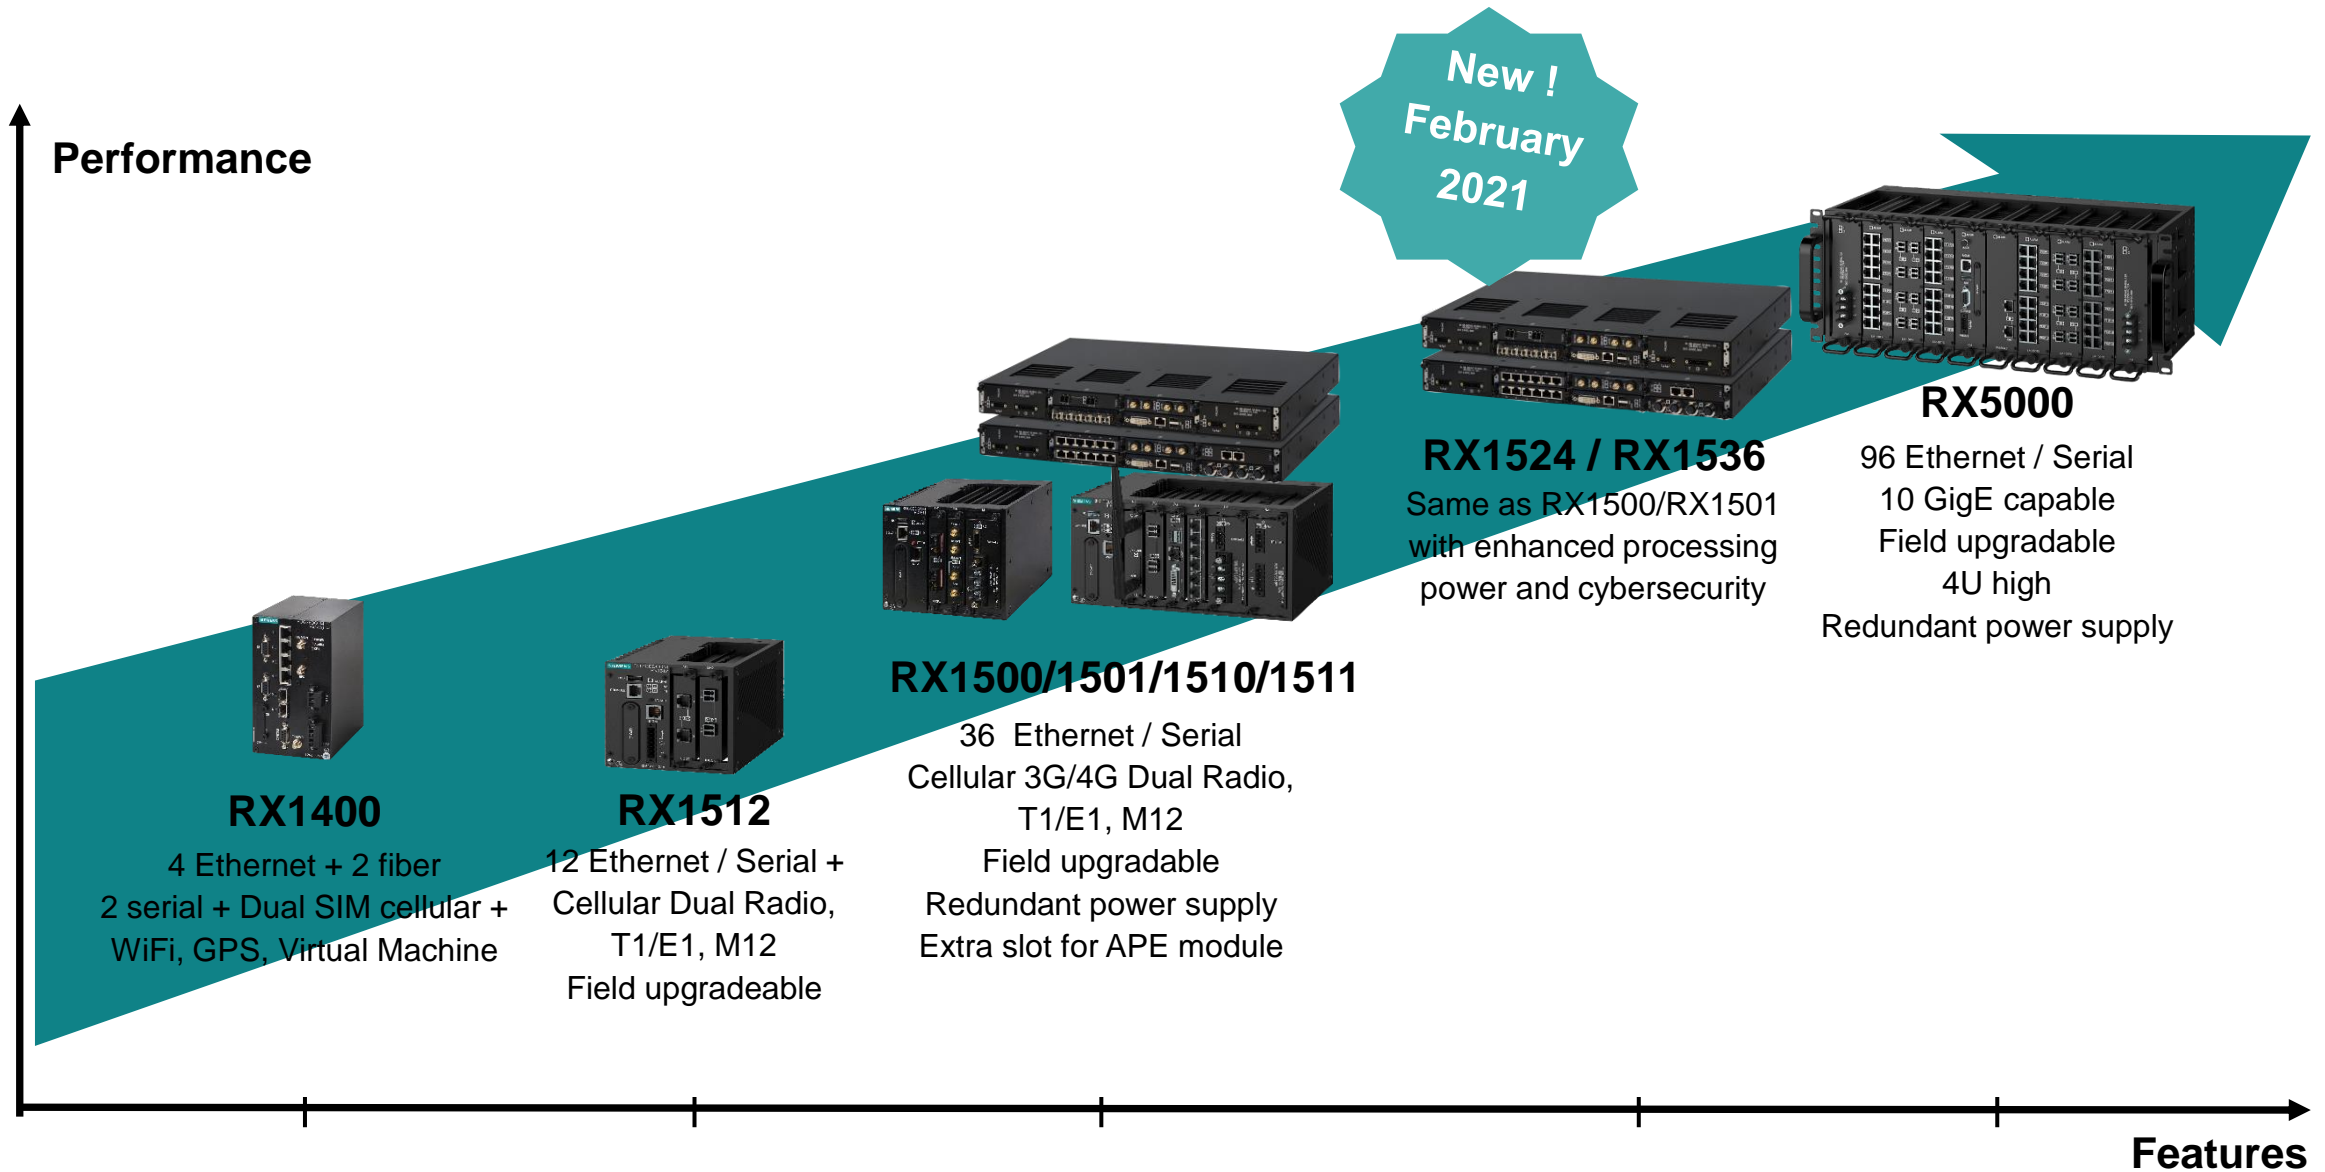 New !
February
2021
Performance
RX5000
96 Ethernet / Serial
10 GigE capable
Field upgradable
4U high
Redundant power supply
RX1524 / RX1536
Same as RX1500/RX1501
with enhanced processing
power and cybersecurity
RX1500/1501/1510/1511
36 Ethernet / Serial
Cellular 3G/4G Dual Radio,
T1/E1, M12
Field upgradable
Redundant power supply
Extra slot for APE module
RX1512
12 Ethernet / Serial +
Cellular Dual Radio,
T1/E1, M12
Field upgradeable
RX1400
4 Ethernet + 2 fiber
2 serial + Dual SIM cellular +
WiFi, GPS, Virtual Machine
Features